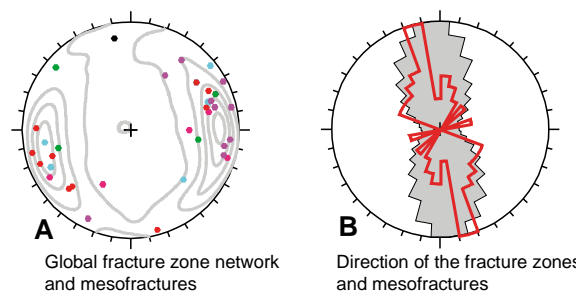 A
B
Global fracture zone network
and mesofractures
Direction of the fracture zones
and mesofractures